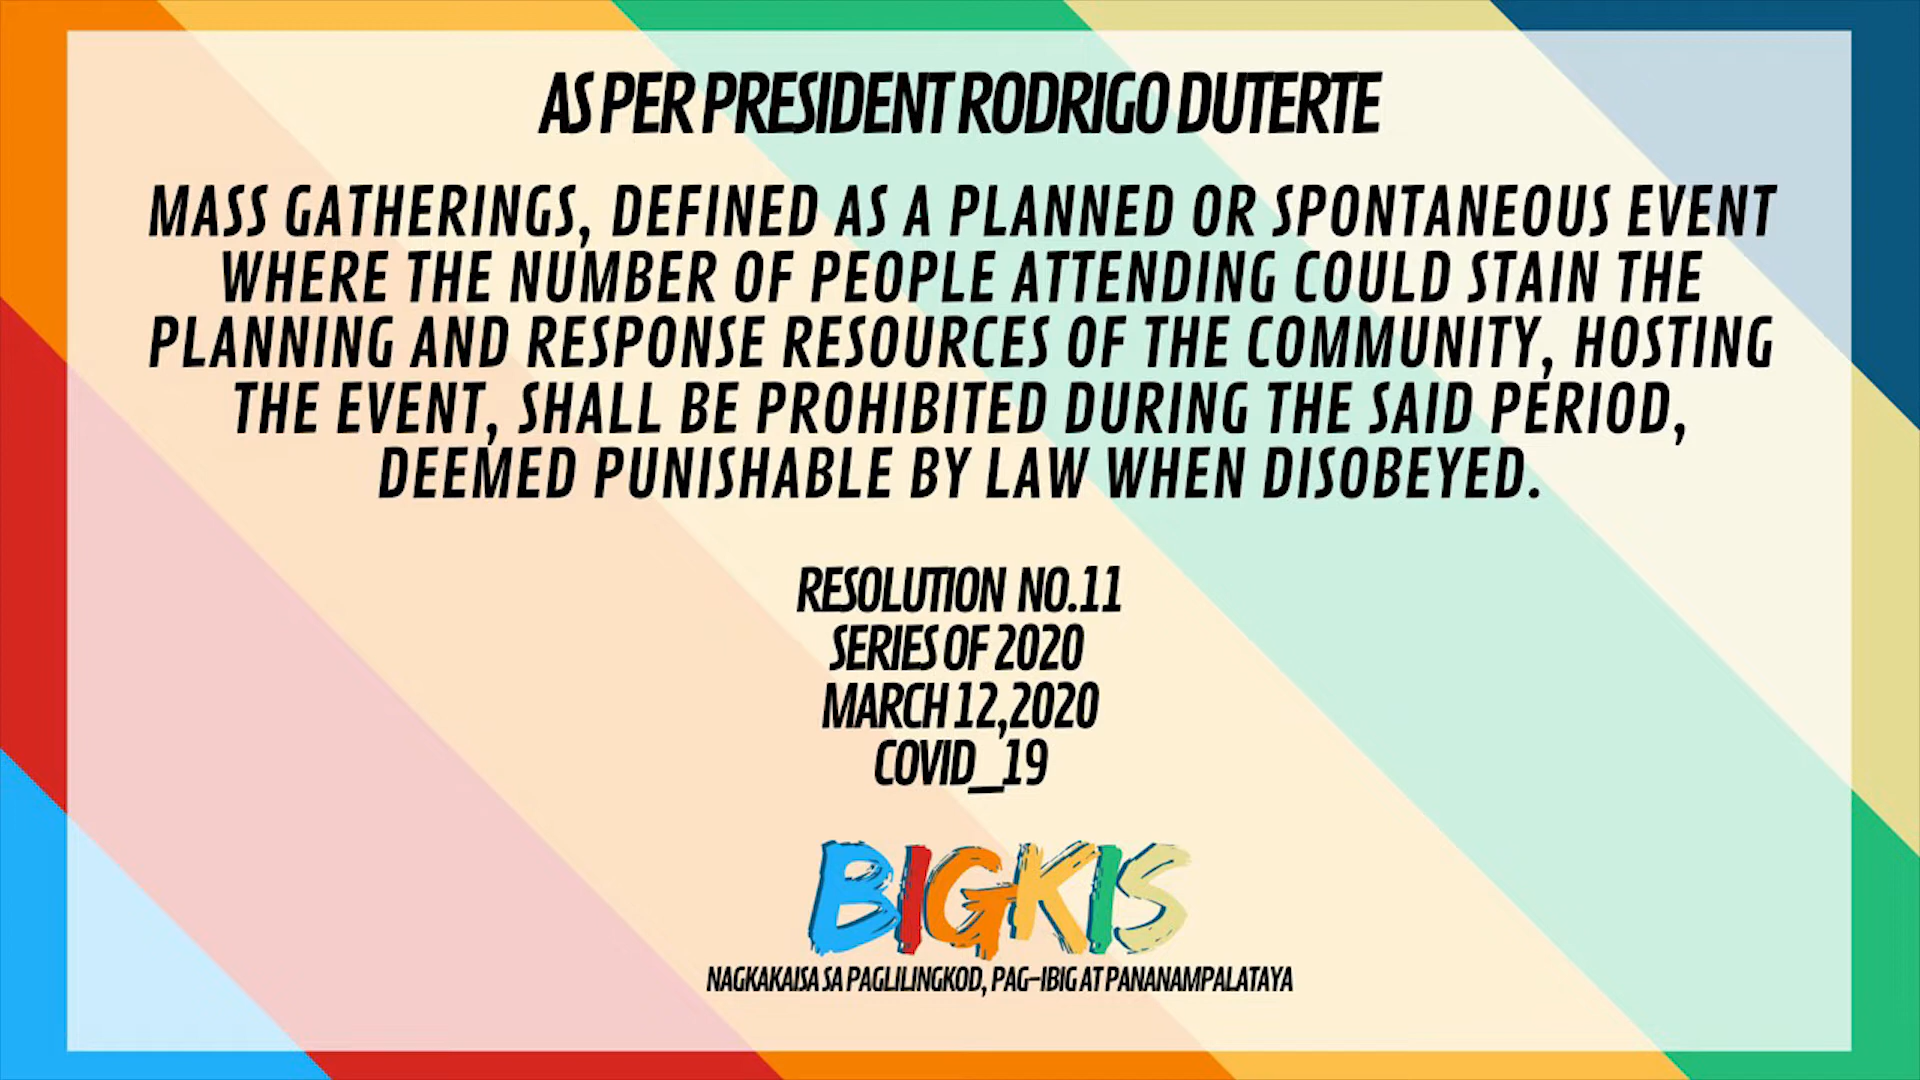 AS PER PRESIDENT RODRIGO DUTERTE
MASS GATHERINGS, DEFINED AS A PLANNED OR SPONTANEOUS EVENT
WHERE THE NUMBER OF PEOPLE ATTENDING COULD STAIN THE
PLANNING AND RESPONSE RESOURCES OF THE COMMUNITY, HOSTING
THE EVENT, SHALL BE PROHIBITED DURING THE SAID PERIOD,
DEEMED PUNISHABLE BY LAW WHEN DISOBEYED.
RESOLUTION NO.11
SERIES OF 2020
MARCH 12,2020
COVID_19
BIGKIS
NAGKAKAISA SA PAGLILINGKOD, PAG-IBIG AT PANANAMPALATAYA